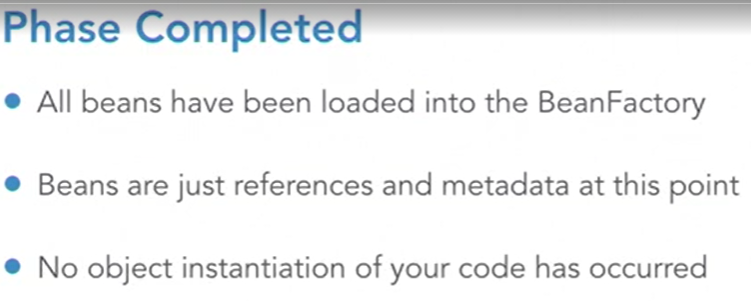 Phase Completed
• All beans have been loaded into the BeanFactory
• Beans are just references and metadata at this point
• No object instantiation of your code has occurred